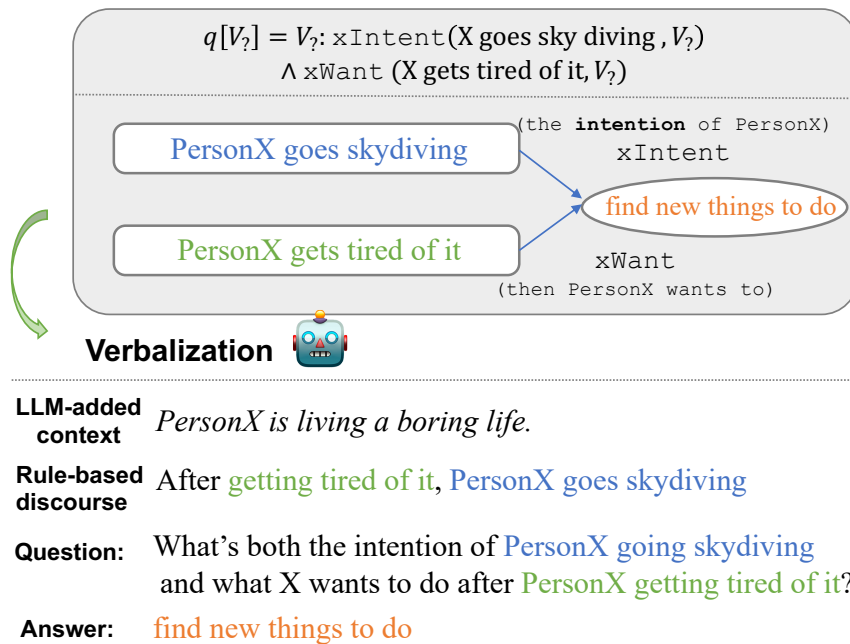 q[V?] = V?: xIntent(X goes sky diving , V?)
∧ xWant (X gets tired of it, V?)
(the intention of PersonX)
PersonX goes skydiving
xIntent
find new things to do
PersonX gets tired of it
xWant
(then PersonX wants to)
Verbalization
LLM-added
context
PersonX is living a boring life.
Rule-based
discourse
After getting tired of it, PersonX goes skydiving
Question:
What's both the intention of PersonX going skydiving
and what X wants to do after PersonX getting tired of it?
Answer:
find new things to do